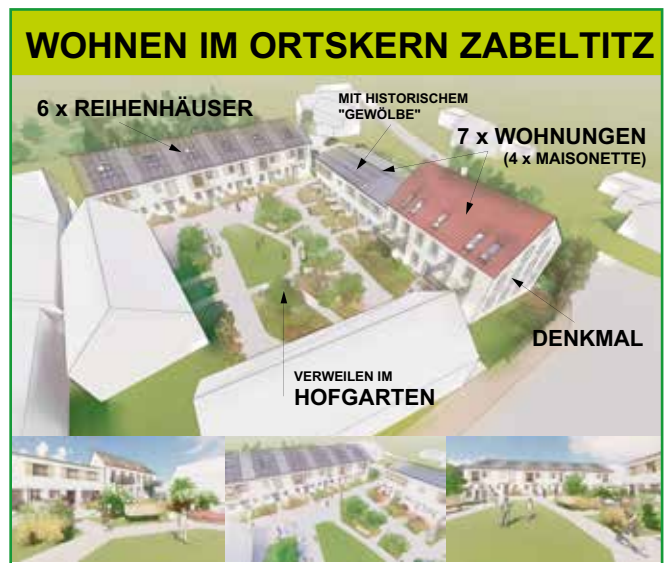 WOHNEN IM ORTSKERN ZABELTITZ
6 x REIHENHÄUSER
MIT HISTORISCHEM
"GEWÖLBE"
7 x WOHNUNGEN
(4 x MAISONETTE)
DENKMAL
VERWEILEN IM
HOFGARTEN